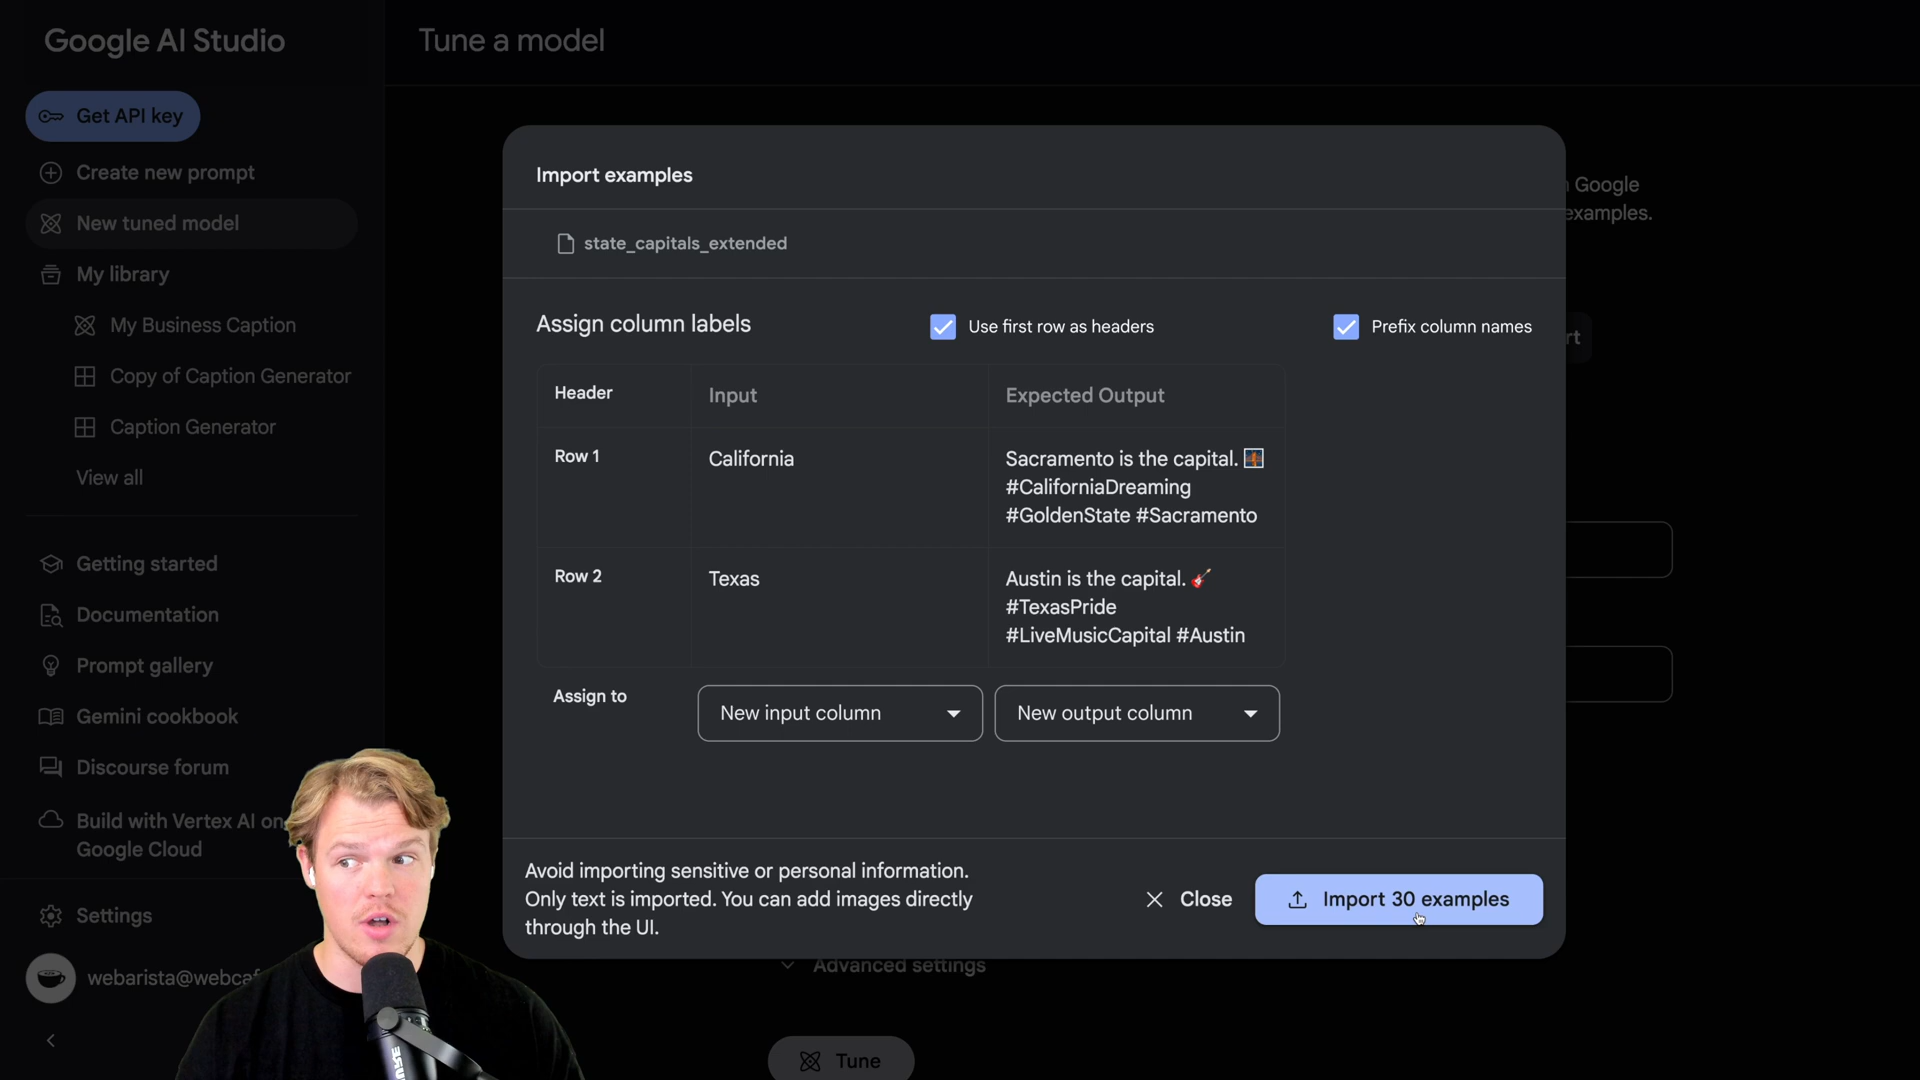 Google AI Studio
Tune a model
Get API key
Create new prompt
New tuned model
My library
My Business Caption
Copy of Caption Generator
Caption Generator
View all
Getting started
Documentation
Prompt gallery
Gemini cookbook
Discourse forum
Build with Vertex AI on
Google Cloud
Settings
webarista@webcaf
Import examples
state_capitals_extended
Assign column labels
Use first row as headers
Prefix column names
Header
Input
Expected Output
Row 1
California
Sacramento is the capital. 🌉
#CaliforniaDreaming
#GoldenState #Sacramento
Row 2
Texas
Austin is the capital. 🎸
#TexasPride
#LiveMusicCapital #Austin
Assign to
New input column
New output column
Avoid importing sensitive or personal information.
Only text is imported. You can add images directly
through the UI.
Close
Import 30 examples
Google
examples.
Advanced settings
Tune